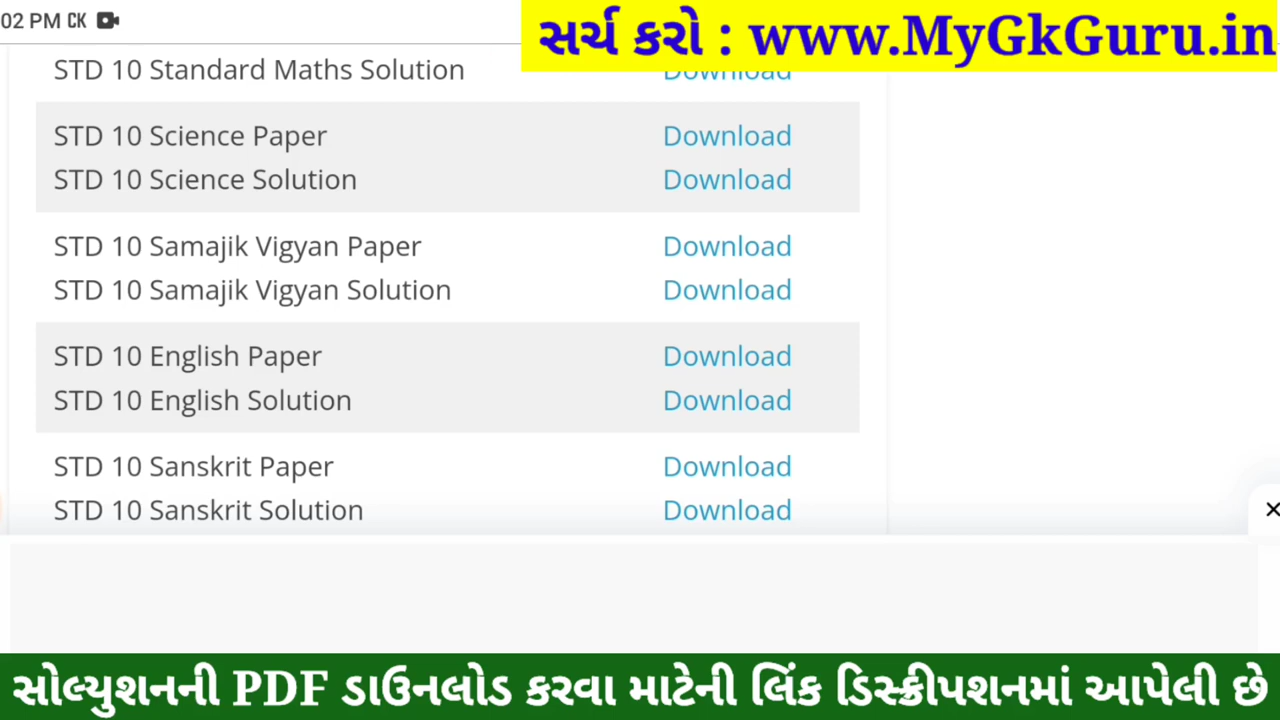 02 PM CK
સર્ચ કરો : www.MyGkGuru.in
STD 10 Standard Maths Solution Download
STD 10 Science Paper Download
STD 10 Science Solution Download
STD 10 Samajik Vigyan Paper Download
STD 10 Samajik Vigyan Solution Download
STD 10 English Paper Download
STD 10 English Solution Download
STD 10 Sanskrit Paper Download
STD 10 Sanskrit Solution Download
સોલ્યુશનની PDF ડાઉનલોડ કરવા માટેની લિંક ડિસ્ક્રીપશનમાં આપેલી છે